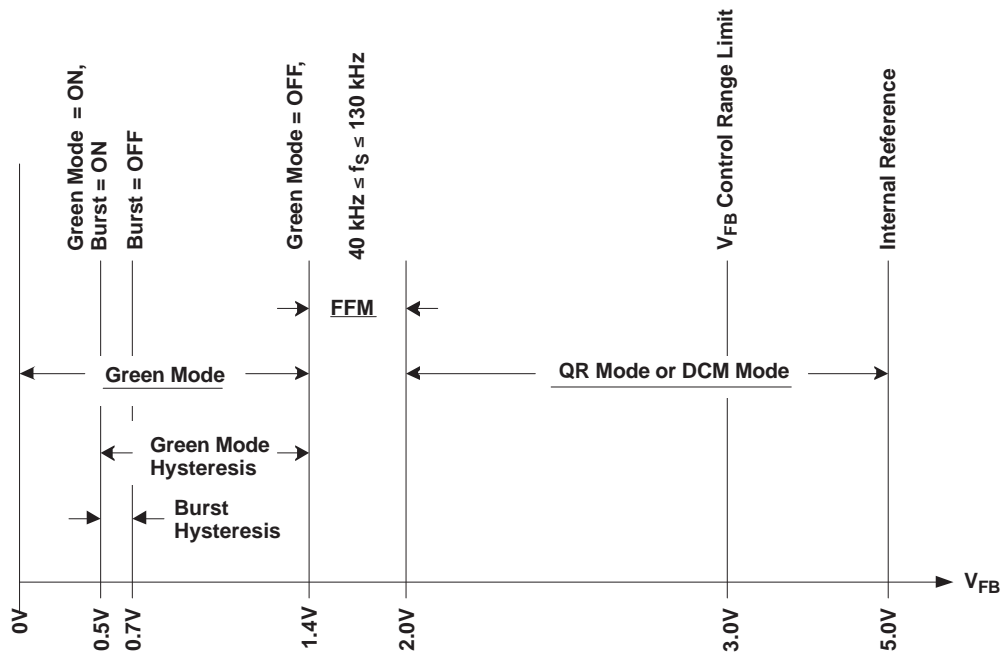 Green Mode = ON,
Burst = ON
Burst = OFF
Green Mode = OFF,
40 kHz ≤ fS ≤ 130 kHz
VFB Control Range Limit
Internal Reference
FFM
Green Mode
QR Mode or DCM Mode
Green Mode
Hysteresis
Burst
Hysteresis
VFB
0V
0.5V
0.7V
1.4V
2.0V
3.0V
5.0V